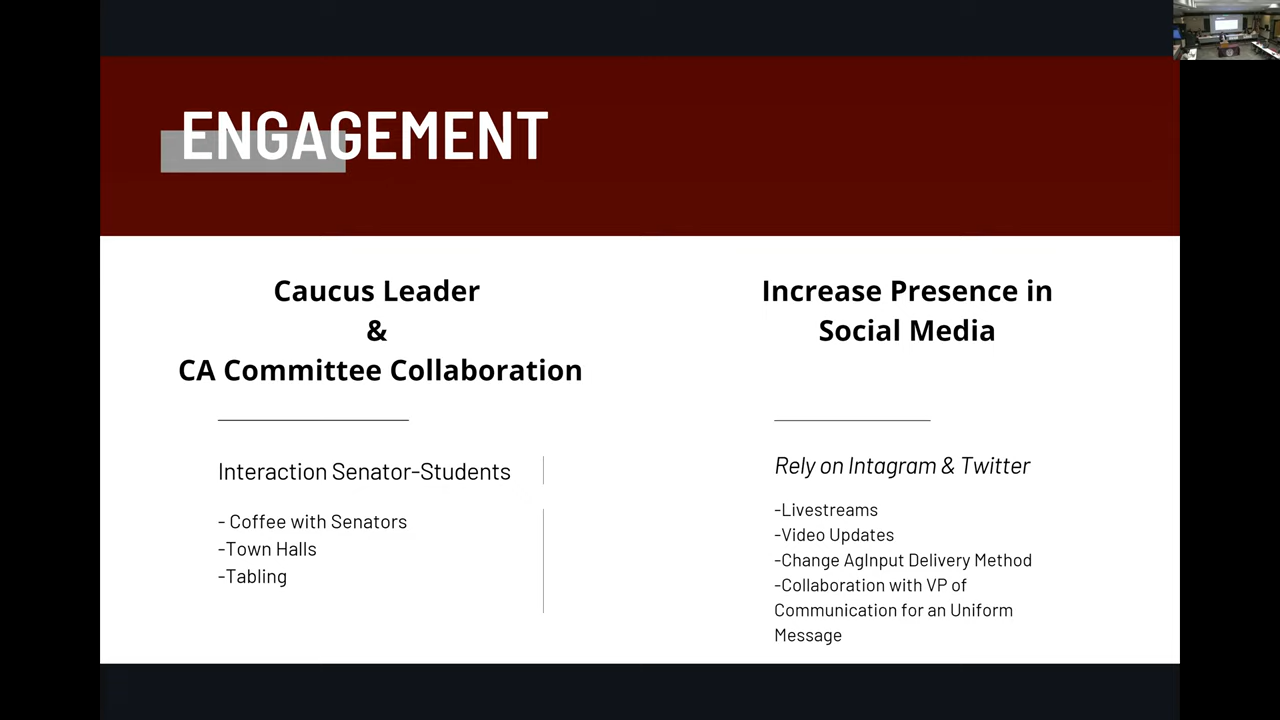 ENGAGEMENT
Caucus Leader
&
CA Committee Collaboration
Interaction Senator-Students
- Coffee with Senators
-Town Halls
-Tabling
Increase Presence in
Social Media
Rely on Intagram & Twitter
-Livestreams
-Video Updates
-Change AgInput Delivery Method
-Collaboration with VP of
Communication for an Uniform
Message